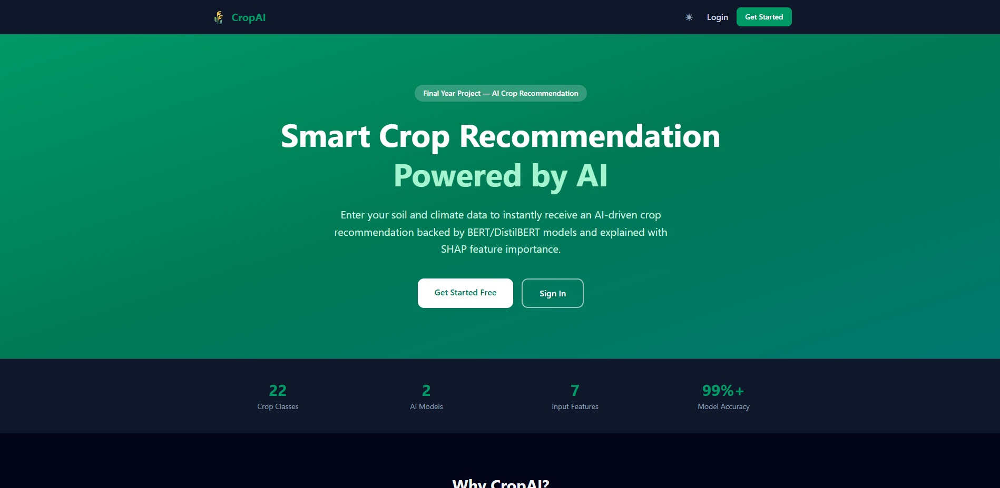 CropAI
Login
Get Started
Final Year Project — AI Crop Recommendation
Smart Crop Recommendation
Powered by AI
Enter your soil and climate data to instantly receive an AI-driven crop
recommendation backed by BERT/DistilBERT models and explained with
SHAP feature importance.
Get Started Free
Sign In
22
Crop Classes
2
AI Models
7
Input Features
99%+
Model Accuracy
Why CropAI?